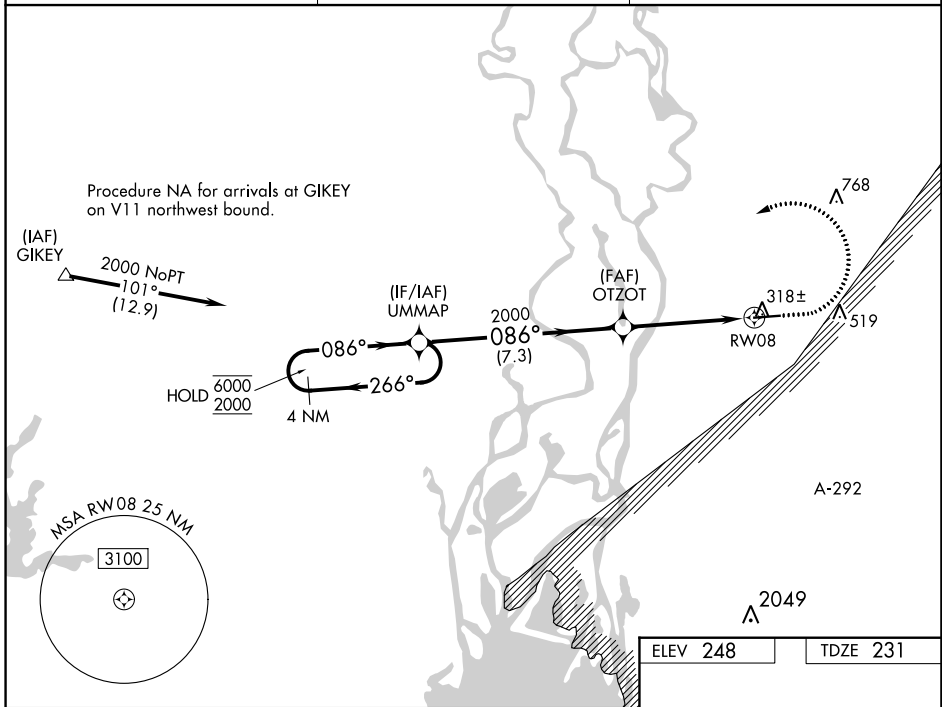 Procedure NA for arrivals at GIKEY
on V11 northwest bound.
(IAF)
GIKEY
2000 NoPT
101°
(12.9)
(IF/IAF)
UMMAP
(FAF)
OTZOT
768
2000
086°
(7.3)
318±
519
RW08
086°
266°
HOLD 6000
2000
4 NM
A-292
MSA RW08 25 NM
3100
2049
ELEV 248
TDZE 231